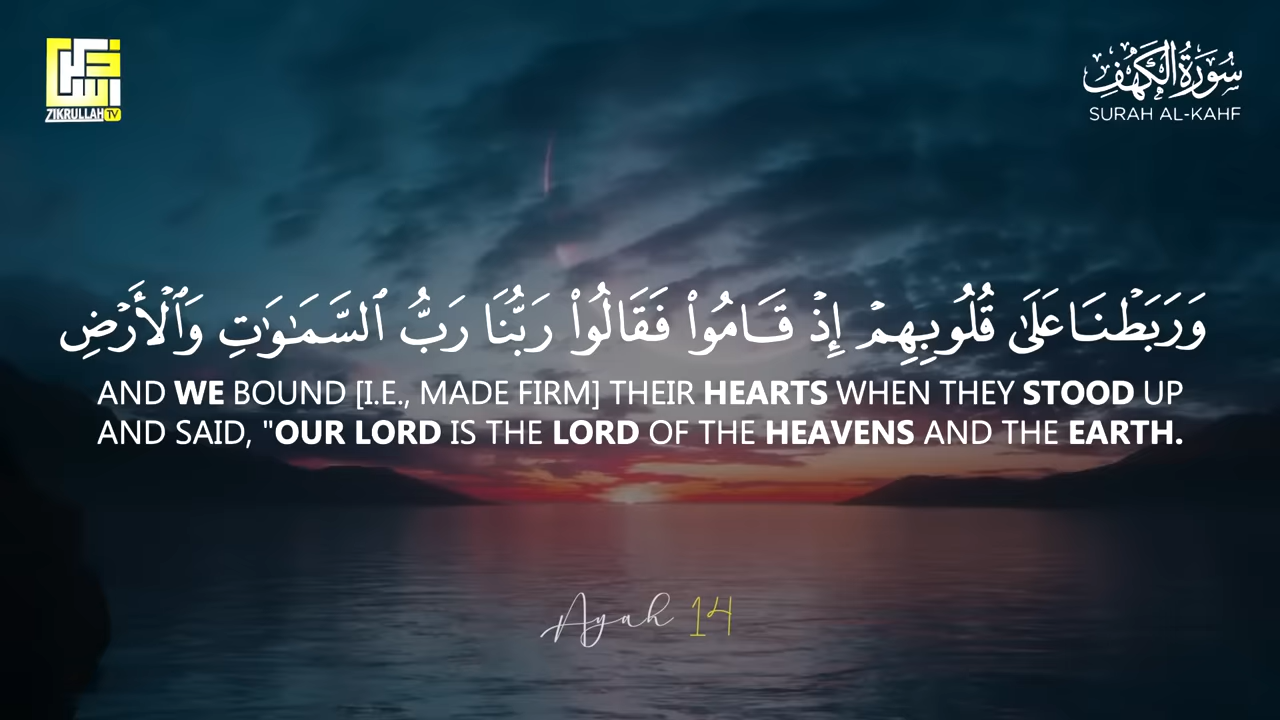 ذكر الله
ZIKRULLAH TV
سُورَةُ الكَهْفِ
SURAH AL-KAHF
وَرَبَطْنَا عَلَىٰ قُلُوبِهِمْ إِذْ قَامُوا۟ فَقَالُوا۟ رَبُّنَا رَبُّ ٱلسَّمَـٰوَٰتِ وَٱلْأَرْضِ
AND WE BOUND [I.E., MADE FIRM] THEIR HEARTS WHEN THEY STOOD UP
AND SAID, "OUR LORD IS THE LORD OF THE HEAVENS AND THE EARTH.
Ayah 14